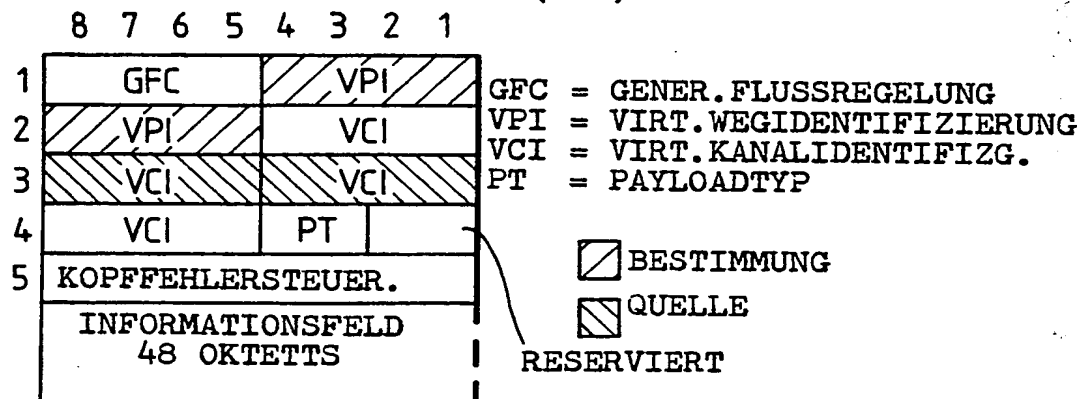 8 7 6 5 4 3 2 1
1 GFC VPI
2 VPI VCI
3 VCI VCI
4 VCI PT
5 KOPFFEHLERSTEUER.
INFORMATIONSFELD
48 OKTETTS
GFC = GENER.FLUSSREGELUNG
VPI = VIRT.WEGIDENTIFIZIERUNG
VCI = VIRT.KANALIDENTIFIZG.
PT = PAYLOADTYP
BESTIMMUNG
QUELLE
RESERVIERT